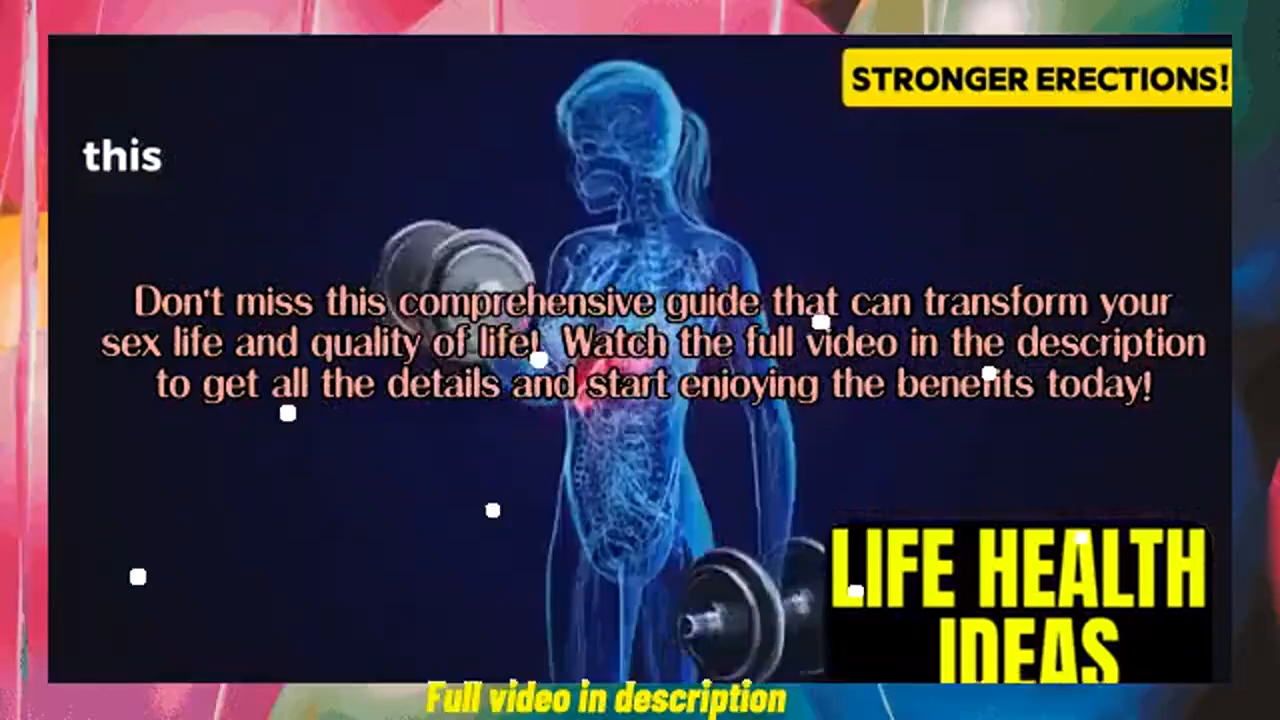 STRONGER ERECTIONS!
this
Don't miss this comprehensive guide that can transform your
sex life and quality of life! Watch the full video in the description
to get all the details and start enjoying the benefits today!
LIFE HEALTH
IDEAS
Full video in description